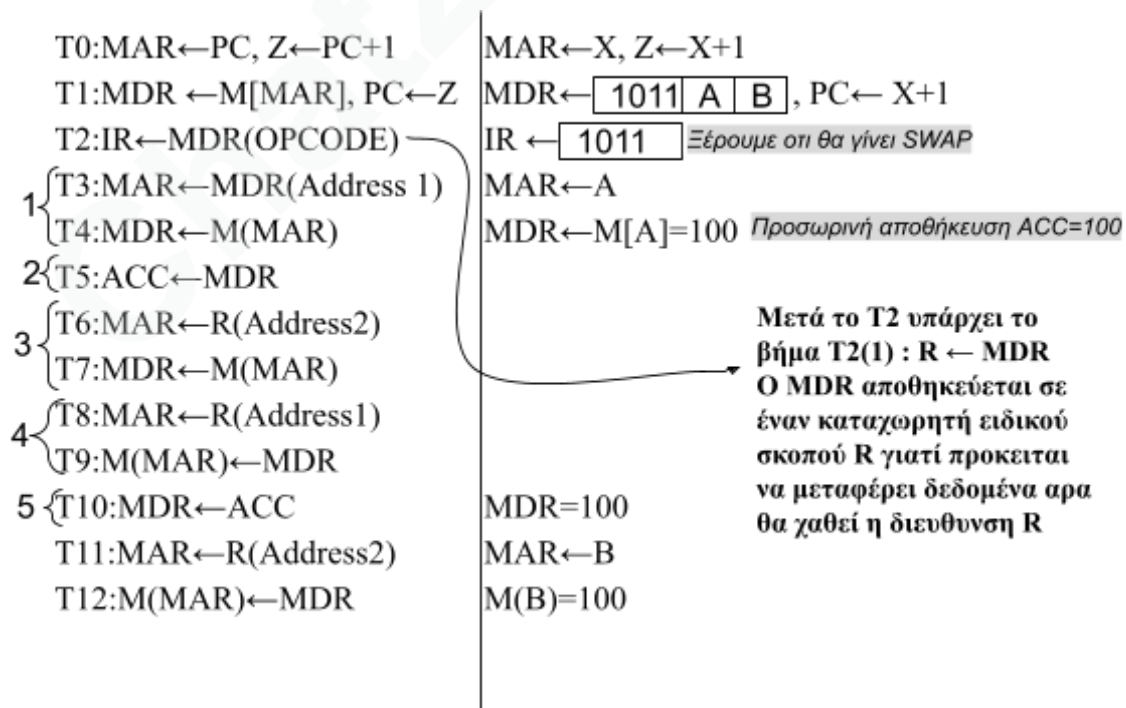 T0:MAR←PC, Z←PC+1
T1:MDR ←M[MAR], PC←Z
T2:IR←MDR(OPCODE)
1
T3:MAR←MDR(Address 1)
T4:MDR←M(MAR)
2
T5:ACC←MDR
3
T6:MAR←R(Address2)
T7:MDR←M(MAR)
4
T8:MAR←R(Address1)
T9:M(MAR)←MDR
5
T10:MDR←ACC
T11:MAR←R(Address2)
T12:M(MAR)←MDR
MAR←X, Z←X+1
MDR← 1011 A B , PC← X+1
IR ← 1011 Ξέρουμε οτι θα γίνει SWAP
MAR←A
MDR←M[A]=100 Προσωρινή αποθήκευση ACC=100
MDR=100
MAR←B
M(B)=100
Μετά το T2 υπάρχει το
βήμα T2(1) : R ← MDR
Ο MDR αποθηκεύεται σε
έναν καταχωρητή ειδικού
σκοπού R γιατί προκειται
να μεταφέρει δεδομένα αρα
θα χαθεί η διευθυνση R